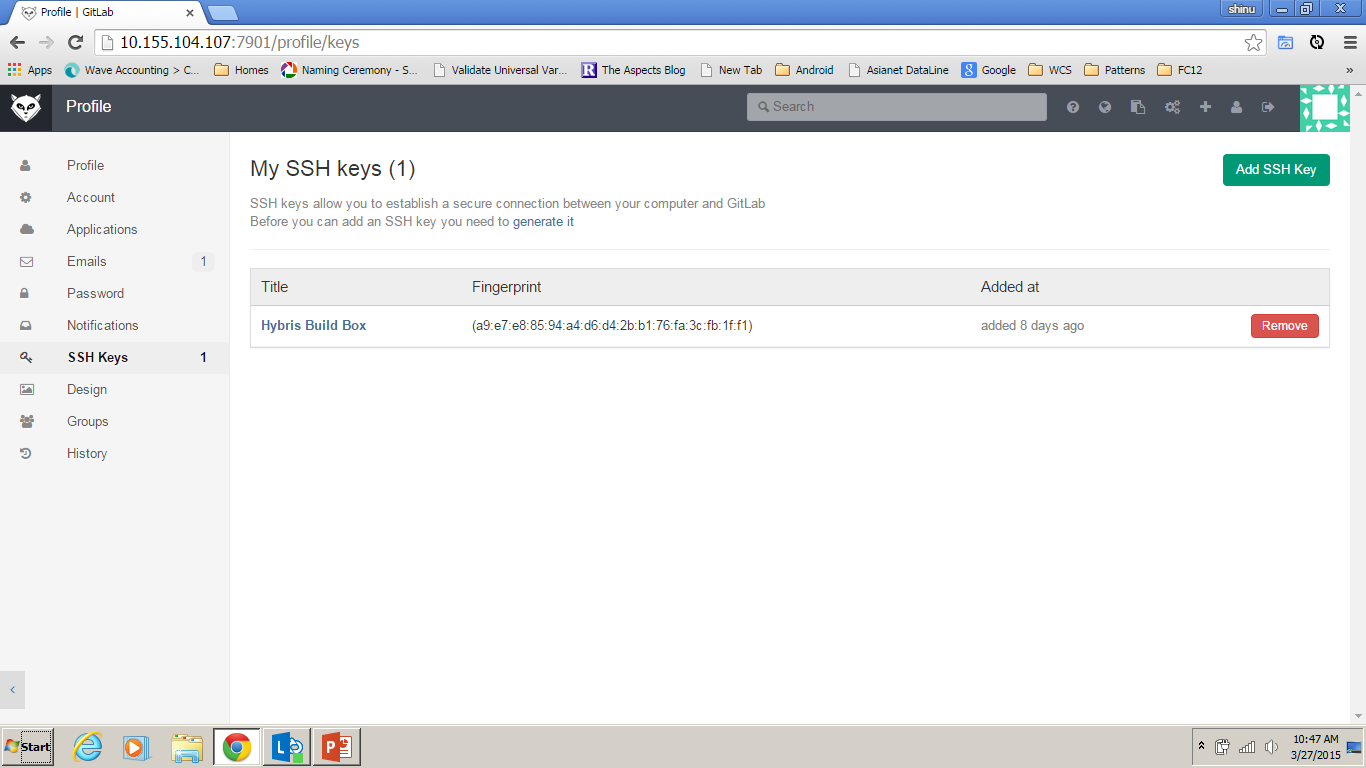 Profile | GitLab
shinu
10.155.104.107:7901/profile/keys
Apps Wave Accounting > C... Homes Naming Ceremony - S... Validate Universal Var... The Aspects Blog New Tab Android Asianet DataLine Google WCS Patterns FC12 »
Profile
Search
Profile
Account
Applications
Emails 1
Password
Notifications
SSH Keys 1
Design
Groups
History
My SSH keys (1)
Add SSH Key
SSH keys allow you to establish a secure connection between your computer and GitLab
Before you can add an SSH key you need to generate it
Title Fingerprint Added at
Hybris Build Box (a9:e7:e8:85:94:a4:d6:d4:2b:b1:76:fa:3c:fb:1f:f1) added 8 days ago Remove
Start
10:47 AM
3/27/2015